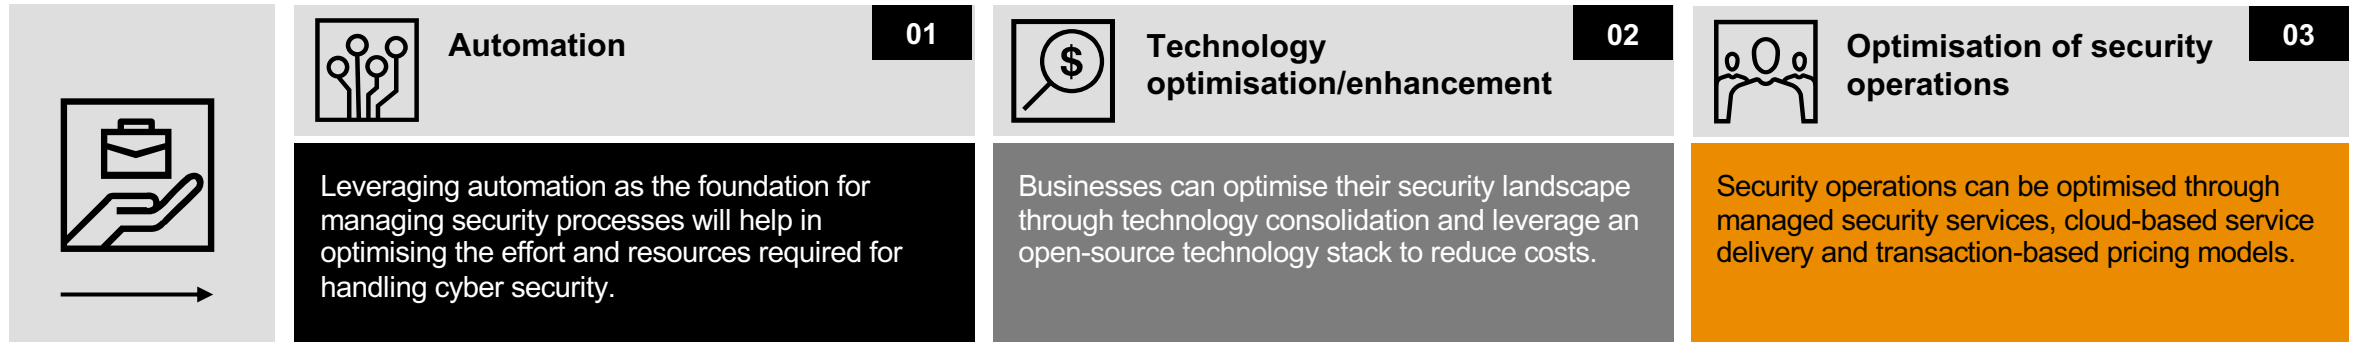 Automation
01
Leveraging automation as the foundation for
managing security processes will help in
optimising the effort and resources required for
handling cyber security.
$
Technology
optimisation/enhancement
02
Businesses can optimise their security landscape
through technology consolidation and leverage an
open-source technology stack to reduce costs.
Optimisation of security
operations
03
Security operations can be optimised through
managed security services, cloud-based service
delivery and transaction-based pricing models.